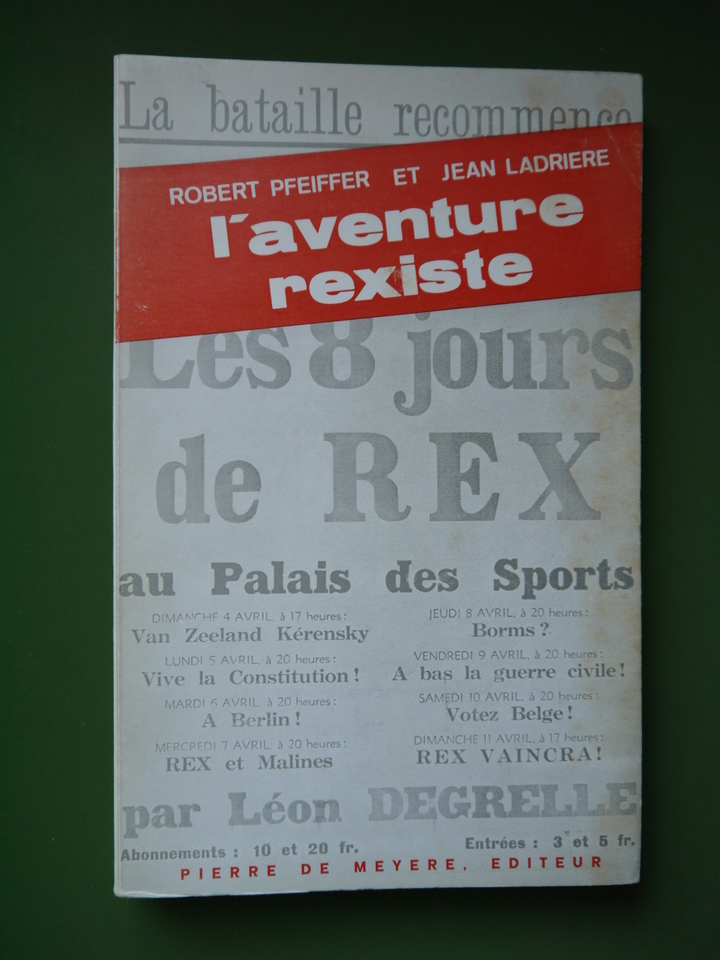 La bataille recommence
ROBERT PFEIFFER ET JEAN LADRIERE
l'aventure
rexiste
Les 8 jours
de REX
au Palais des Sports
DIMANCHE 4 AVRIL, à 17 heures :
Van Zeeland Kérensky
LUNDI 5 AVRIL, à 20 heures :
Vive la Constitution !
MARDI 6 AVRIL, à 20 heures :
A Berlin !
MERCREDI 7 AVRIL, à 20 heures :
REX et Malines
JEUDI 8 AVRIL, à 20 heures :
Borms ?
VENDREDI 9 AVRIL, à 20 heures :
A bas la guerre civile !
SAMEDI 10 AVRIL, à 20 heures :
Votez Belge !
DIMANCHE 11 AVRIL, à 17 heures :
REX VAINCRA !
par Léon DEGRELLE
Abonnements : 10 et 20 fr.
Entrées : 3 et 5 fr.
PIERRE DE MEYERE, EDITEUR